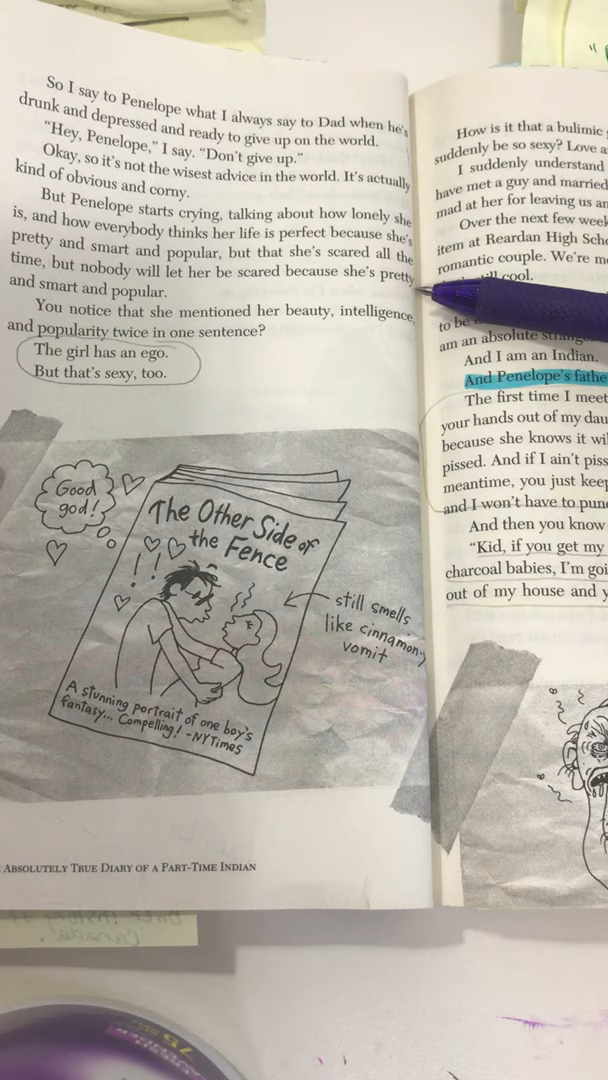 So I say to Penelope what I always say to Dad when he's
drunk and depressed and ready to give up on the world.
"Hey, Penelope," I say. "Don't give up."
Okay, so it's not the wisest advice in the world. It's actually
kind of obvious and corny.
But Penelope starts crying, talking about how lonely she
is, and how everybody thinks her life is perfect because she's
pretty and smart and popular, but that she's scared all the
time, but nobody will let her be scared because she's pretty
and smart and popular.
You notice that she mentioned her beauty, intelligence,
and popularity twice in one sentence?
The girl has an ego.
But that's sexy, too.
Good
god!
The Other Side of
the Fence
! !
still smells
like cinnamon-y
vomit
A stunning portrait of one boy's
fantasy... Compelling! -NY Times
ABSOLUTELY TRUE DIARY OF A PART-TIME INDIAN
How is it that a bulimic
suddenly be so sexy? Love a
I suddenly understand
have met a guy and married
mad at her for leaving us an
Over the next few week
item at Reardan High Sch
romantic couple. We're m
still cool.
to be
am an absolute stranger
And I am an Indian.
And Penelope's fathe
The first time I meet
your hands out of my dau
because she knows it wil
pissed. And if I ain't piss
meantime, you just keep
and I won't have to pun
And then you know
"Kid, if you get my
charcoal babies, I'm goi
out of my house and y
Canada.
75